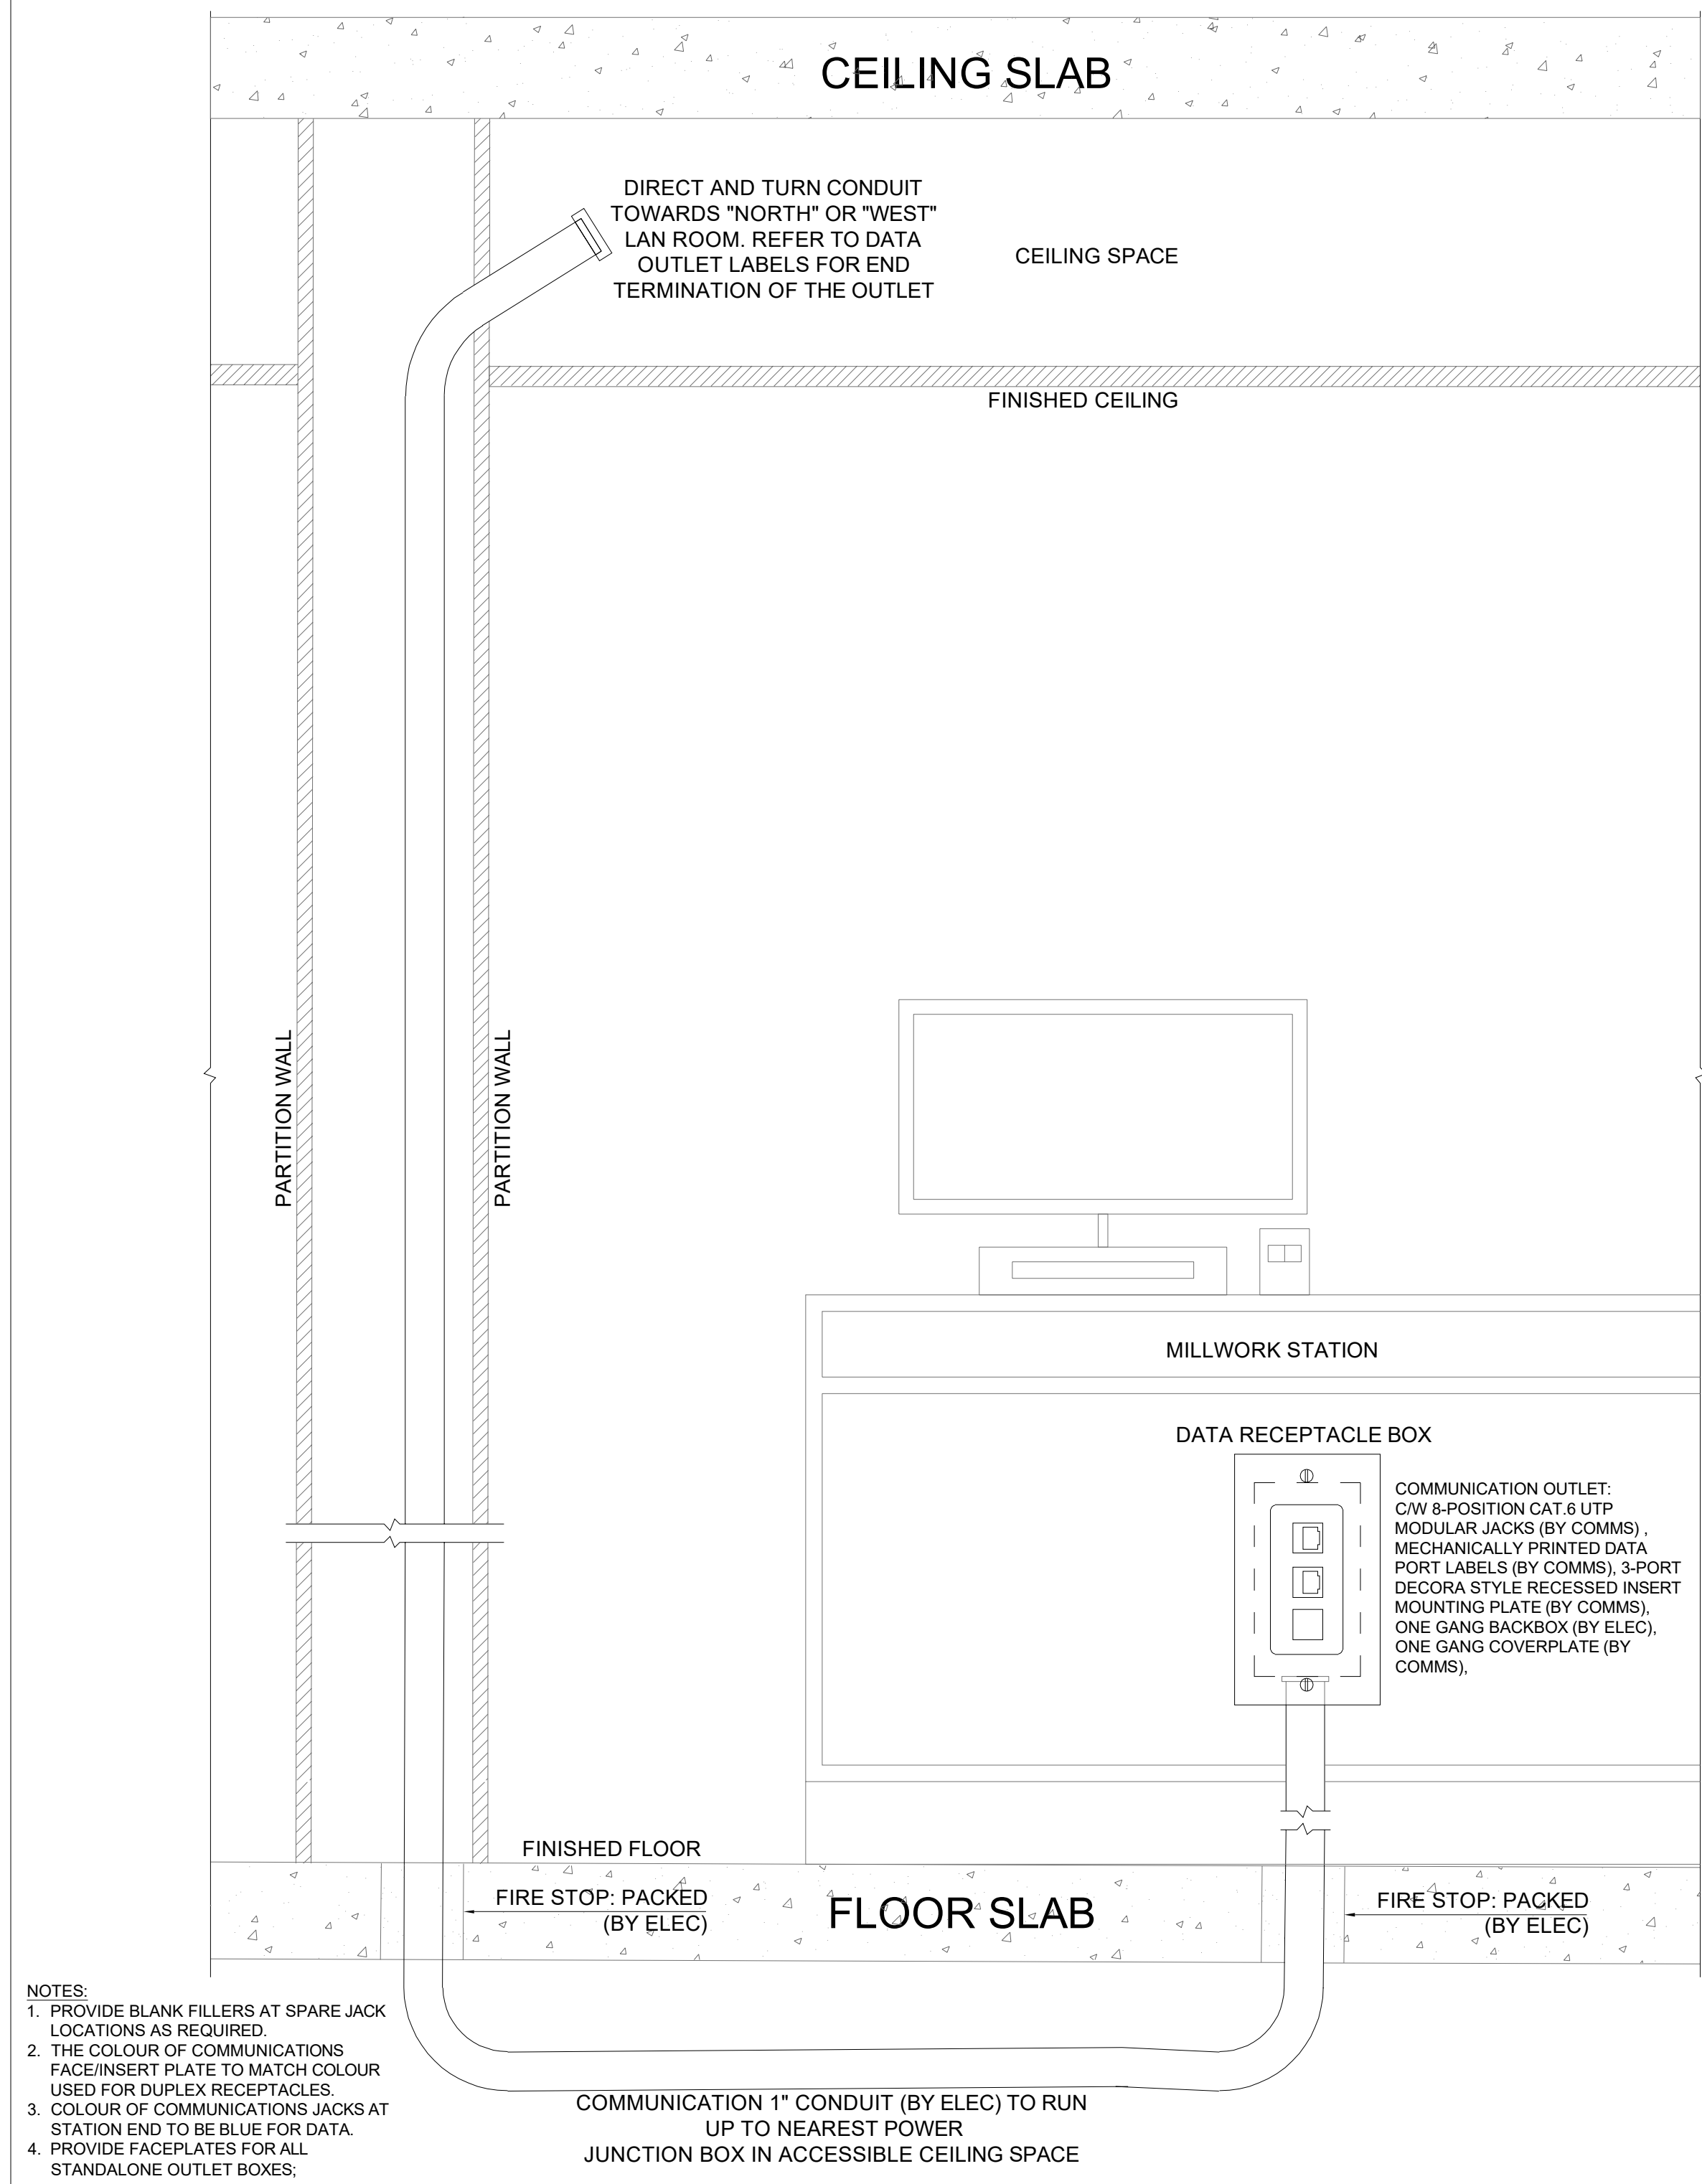 CEILING SLAB
DIRECT AND TURN CONDUIT
TOWARDS "NORTH" OR "WEST"
LAN ROOM. REFER TO DATA
OUTLET LABELS FOR END
TERMINATION OF THE OUTLET
CEILING SPACE
FINISHED CEILING
PARTITION WALL
PARTITION WALL
MILLWORK STATION
DATA RECEPTACLE BOX
COMMUNICATION OUTLET:
C/W 8-POSITION CAT.6 UTP
MODULAR JACKS (BY COMMS) ,
MECHANICALLY PRINTED DATA
PORT LABELS (BY COMMS), 3-PORT
DECORA STYLE RECESSED INSERT
MOUNTING PLATE (BY COMMS),
ONE GANG BACKBOX (BY ELEC),
ONE GANG COVERPLATE (BY
COMMS),
FINISHED FLOOR
FIRE STOP: PACKED
(BY ELEC)
FLOOR SLAB
FIRE STOP: PACKED
(BY ELEC)
NOTES:
1. PROVIDE BLANK FILLERS AT SPARE JACK
LOCATIONS AS REQUIRED.
2. THE COLOUR OF COMMUNICATIONS
FACE/INSERT PLATE TO MATCH COLOUR
USED FOR DUPLEX RECEPTACLES.
3. COLOUR OF COMMUNICATIONS JACKS AT
STATION END TO BE BLUE FOR DATA.
4. PROVIDE FACEPLATES FOR ALL
STANDALONE OUTLET BOXES;
COMMUNICATION 1" CONDUIT (BY ELEC) TO RUN
UP TO NEAREST POWER
JUNCTION BOX IN ACCESSIBLE CEILING SPACE